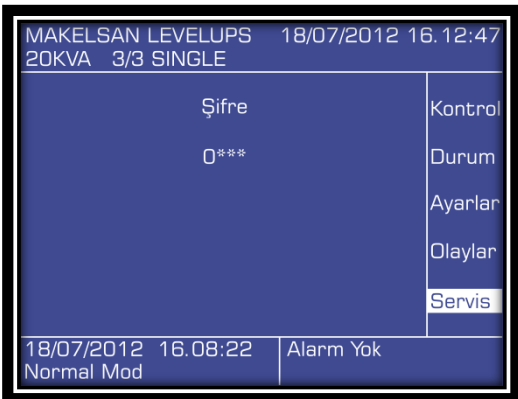 MAKELSAN LEVELUPS 18/07/2012 16.12:47
20KVA 3/3 SINGLE
Şifre
0***
Kontrol
Durum
Ayarlar
Olaylar
Servis
18/07/2012 16.08:22
Normal Mod
Alarm Yok